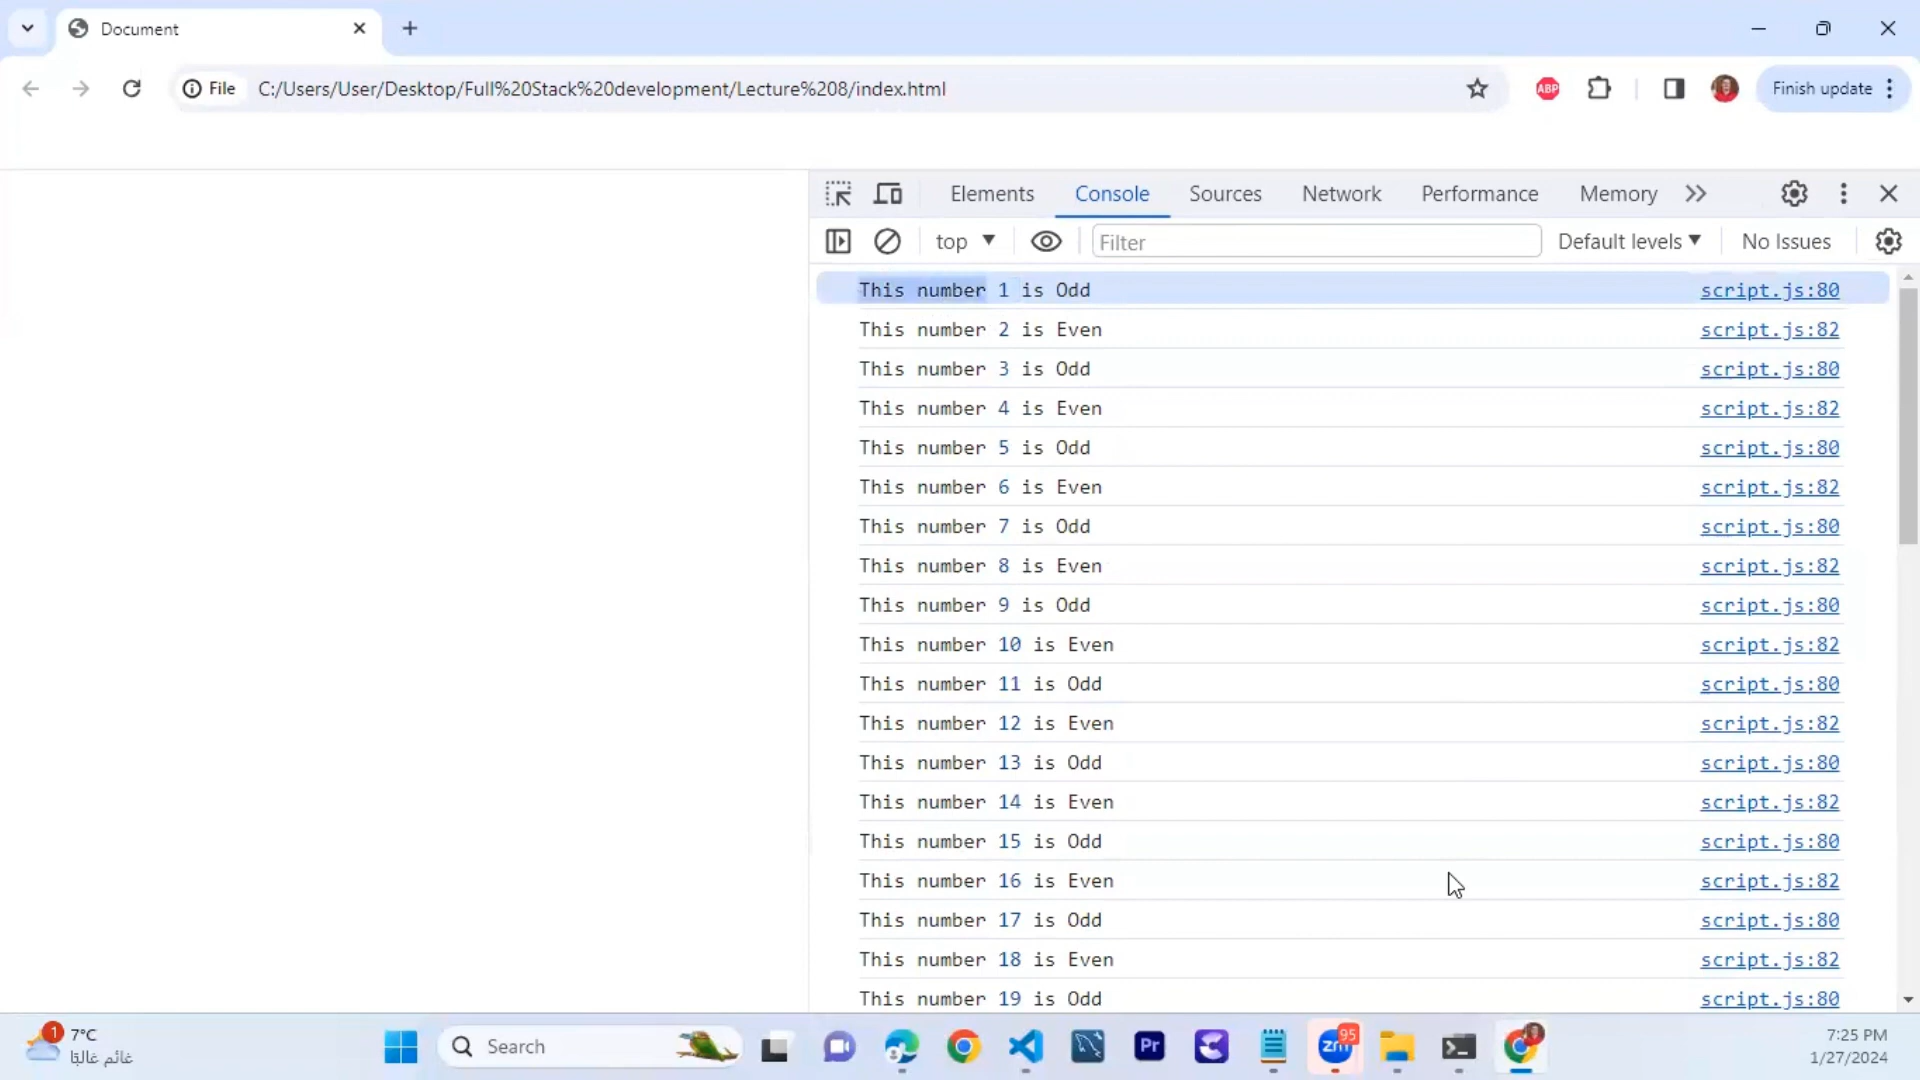 Document
File C:/Users/User/Desktop/Full%20Stack%20development/Lecture%208/index.html ABP Finish update
Elements Console Sources Network Performance Memory
top Filter Default levels No Issues
This number 1 is Odd script.js:80
This number 2 is Even script.js:82
This number 3 is Odd script.js:80
This number 4 is Even script.js:82
This number 5 is Odd script.js:80
This number 6 is Even script.js:82
This number 7 is Odd script.js:80
This number 8 is Even script.js:82
This number 9 is Odd script.js:80
This number 10 is Even script.js:82
This number 11 is Odd script.js:80
This number 12 is Even script.js:82
This number 13 is Odd script.js:80
This number 14 is Even script.js:82
This number 15 is Odd script.js:80
This number 16 is Even script.js:82
This number 17 is Odd script.js:80
This number 18 is Even script.js:82
This number 19 is Odd script.js:80
1 7°C
غائم غالبًا
Search
Pr
zm 95
7:25 PM
1/27/2024